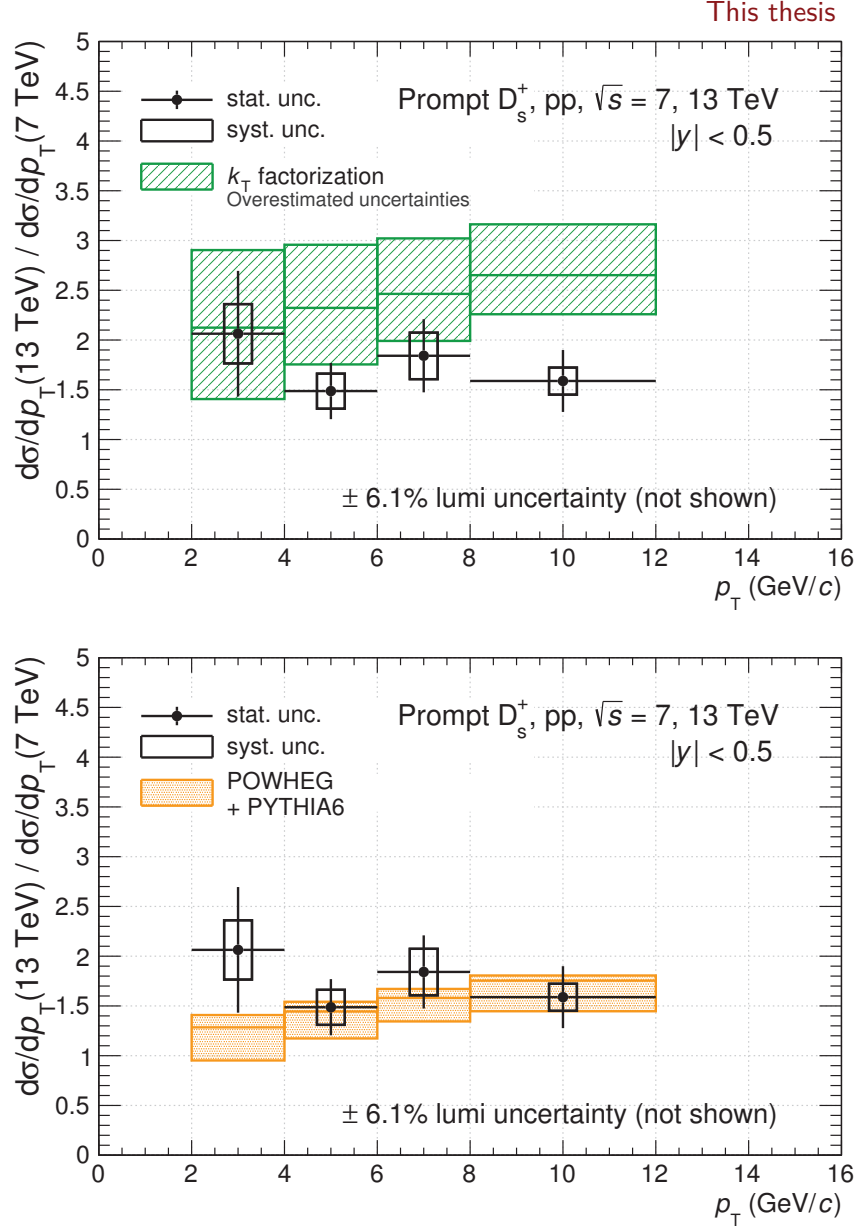 This thesis
dσ/dp_T(13 TeV) / dσ/dp_T(7 TeV)
5
4.5
4
3.5
3
2.5
2
1.5
1
0.5
0
stat. unc.
syst. unc.
k_T factorization
Overestimated uncertainties
Prompt D_s^+, pp, √s = 7, 13 TeV
|y| < 0.5
± 6.1% lumi uncertainty (not shown)
0 2 4 6 8 10 12 14 16
p_T (GeV/c)
dσ/dp_T(13 TeV) / dσ/dp_T(7 TeV)
5
4.5
4
3.5
3
2.5
2
1.5
1
0.5
0
stat. unc.
syst. unc.
POWHEG
+ PYTHIA6
Prompt D_s^+, pp, √s = 7, 13 TeV
|y| < 0.5
± 6.1% lumi uncertainty (not shown)
0 2 4 6 8 10 12 14 16
p_T (GeV/c)